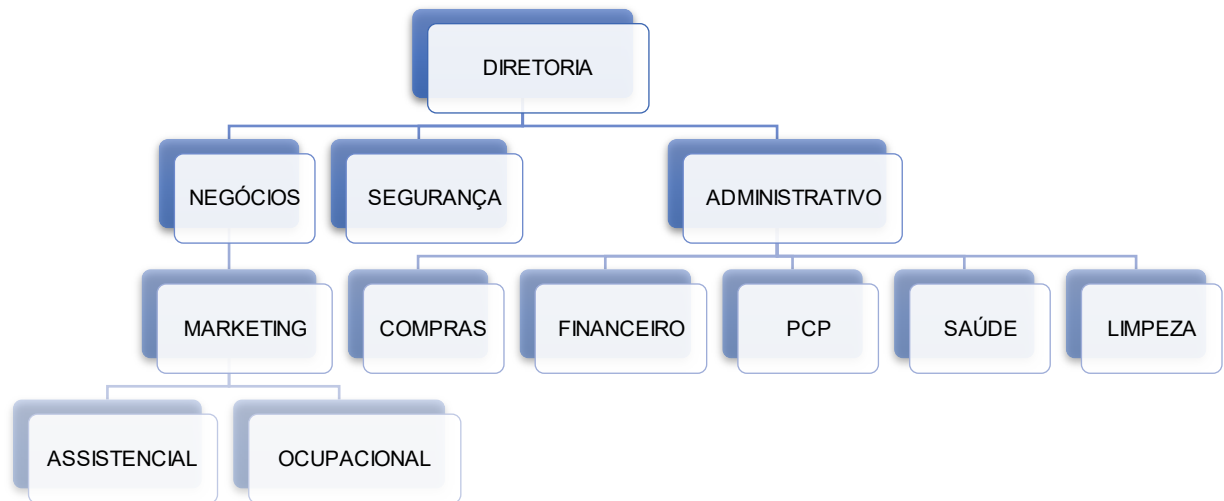 DIRETORIA
NEGÓCIOS
SEGURANÇA
ADMINISTRATIVO
MARKETING
COMPRAS
FINANCEIRO
PCP
SAÚDE
LIMPEZA
ASSISTENCIAL
OCUPACIONAL